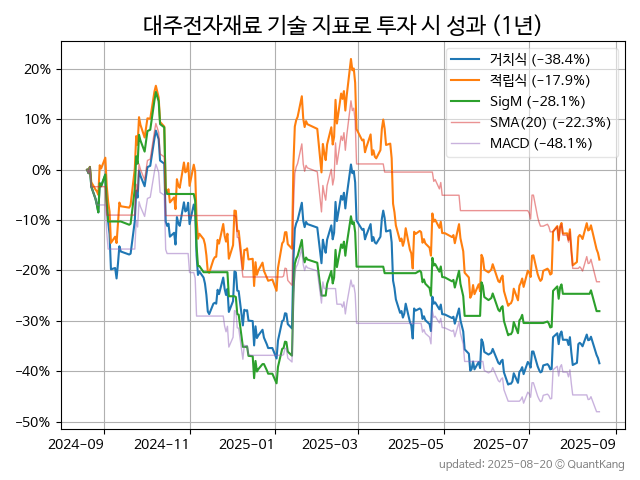 대주전자재료 기술 지표로 투자 시 성과 (1년)
거치식 (−38.4%)
적립식 (−17.9%)
SigM (−28.1%)
SMA(20) (−22.3%)
MACD (−48.1%)
20%
10%
0%
−10%
−20%
−30%
−40%
−50%
2024-09 2024-11 2025-01 2025-03 2025-05 2025-07 2025-09
updated: 2025-08-20 © QuantKang